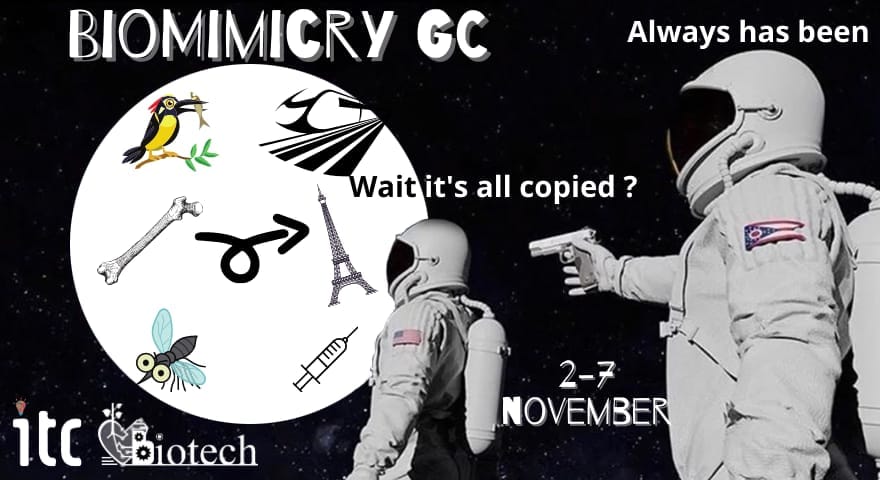 BIOMIMICRY GC
Always has been
Wait it's all copied ?
2-7
NOVEMBER
itc
Biotech